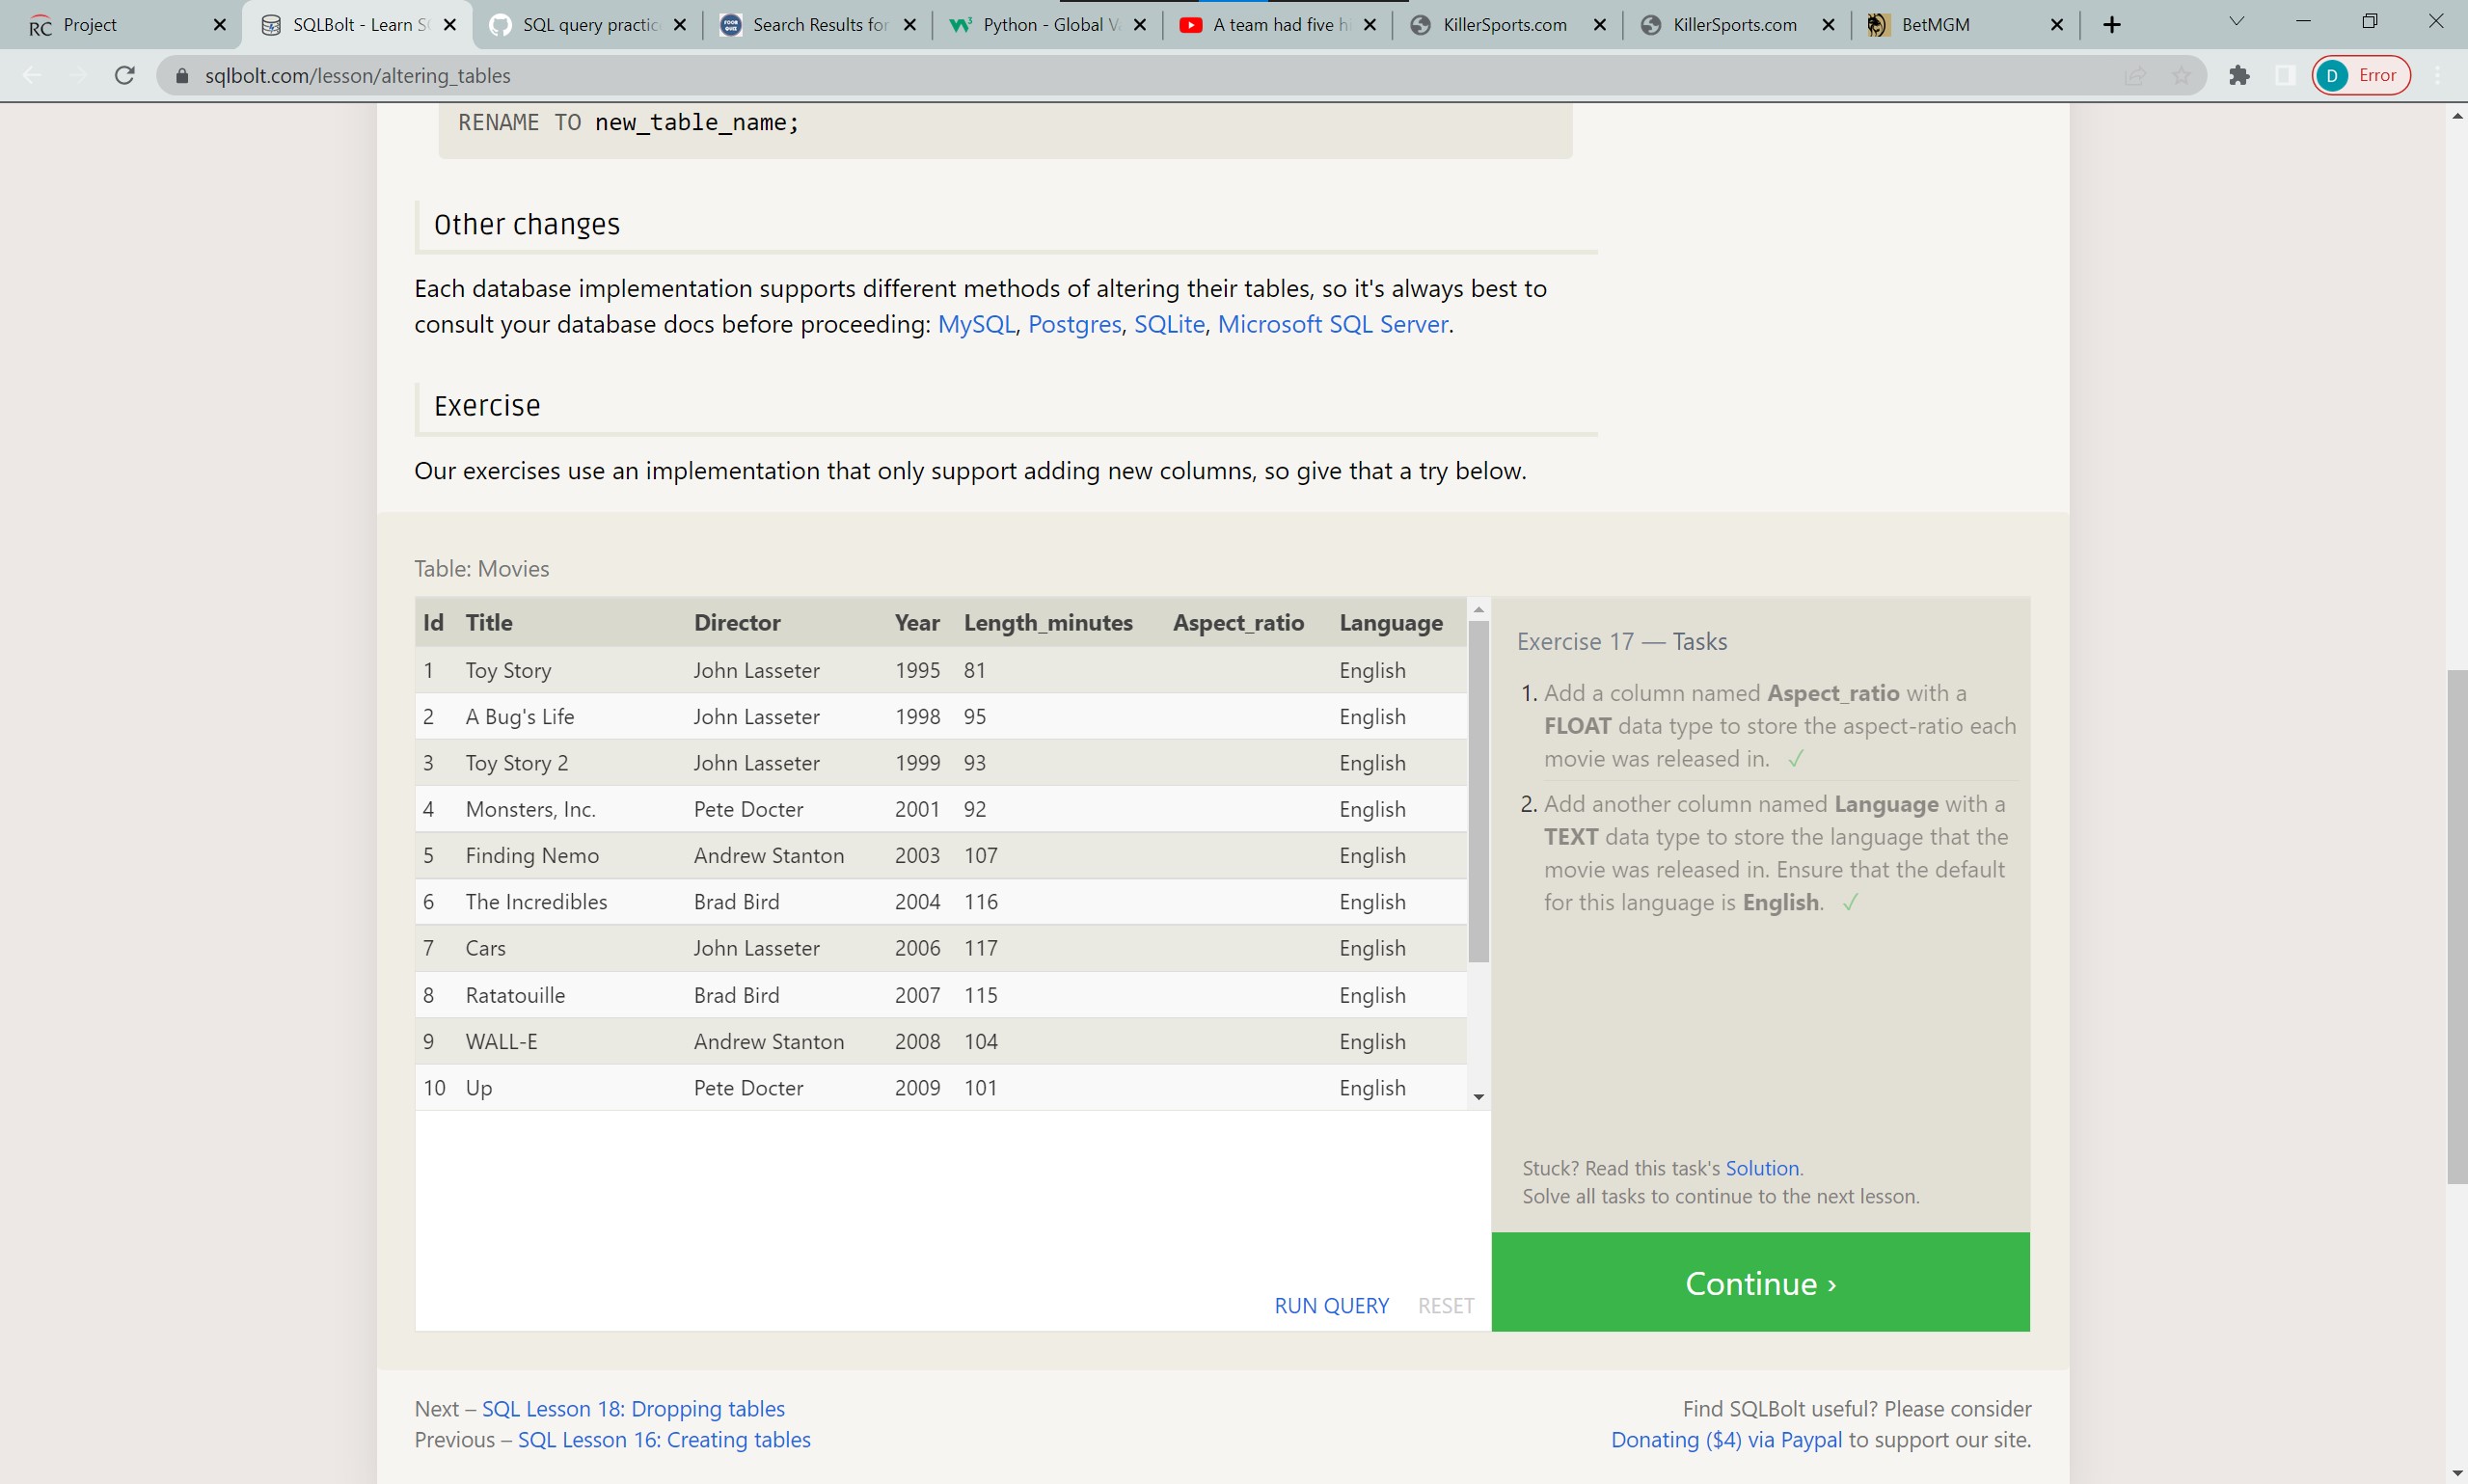 Project
SQLBolt - Learn S
SQL query practic
Search Results for
Python - Global V
A team had five hi
KillerSports.com
KillerSports.com
BetMGM
sqlbolt.com/lesson/altering_tables
D Error
RENAME TO new_table_name;
Other changes
Each database implementation supports different methods of altering their tables, so it's always best to
consult your database docs before proceeding: MySQL, Postgres, SQLite, Microsoft SQL Server.
Exercise
Our exercises use an implementation that only support adding new columns, so give that a try below.
Table: Movies
Id Title Director Year Length_minutes Aspect_ratio Language
1 Toy Story John Lasseter 1995 81 English
2 A Bug's Life John Lasseter 1998 95 English
3 Toy Story 2 John Lasseter 1999 93 English
4 Monsters, Inc. Pete Docter 2001 92 English
5 Finding Nemo Andrew Stanton 2003 107 English
6 The Incredibles Brad Bird 2004 116 English
7 Cars John Lasseter 2006 117 English
8 Ratatouille Brad Bird 2007 115 English
9 WALL-E Andrew Stanton 2008 104 English
10 Up Pete Docter 2009 101 English
RUN QUERY RESET
Exercise 17 — Tasks
1. Add a column named Aspect_ratio with a
FLOAT data type to store the aspect-ratio each
movie was released in. ✓
2. Add another column named Language with a
TEXT data type to store the language that the
movie was released in. Ensure that the default
for this language is English. ✓
Stuck? Read this task's Solution.
Solve all tasks to continue to the next lesson.
Continue ›
Next – SQL Lesson 18: Dropping tables
Previous – SQL Lesson 16: Creating tables
Find SQLBolt useful? Please consider
Donating ($4) via Paypal to support our site.